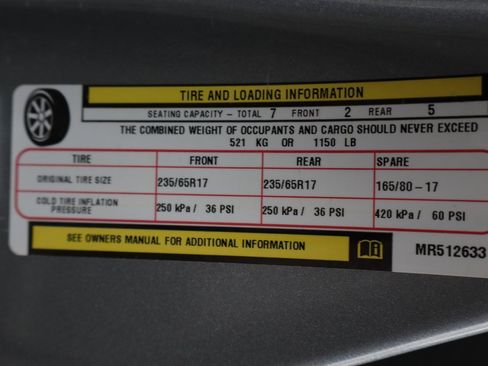 TIRE AND LOADING INFORMATION
SEATING CAPACITY - TOTAL 7 FRONT 2 REAR 5
THE COMBINED WEIGHT OF OCCUPANTS AND CARGO SHOULD NEVER EXCEED
521 KG OR 1150 LB
TIRE FRONT REAR SPARE
ORIGINAL TIRE SIZE 235/65R17 235/65R17 165/80-17
COLD TIRE INFLATION
PRESSURE 250 kPa / 36 PSI 250 kPa / 36 PSI 420 kPa / 60 PSI
SEE OWNERS MANUAL FOR ADDITIONAL INFORMATION MR512633